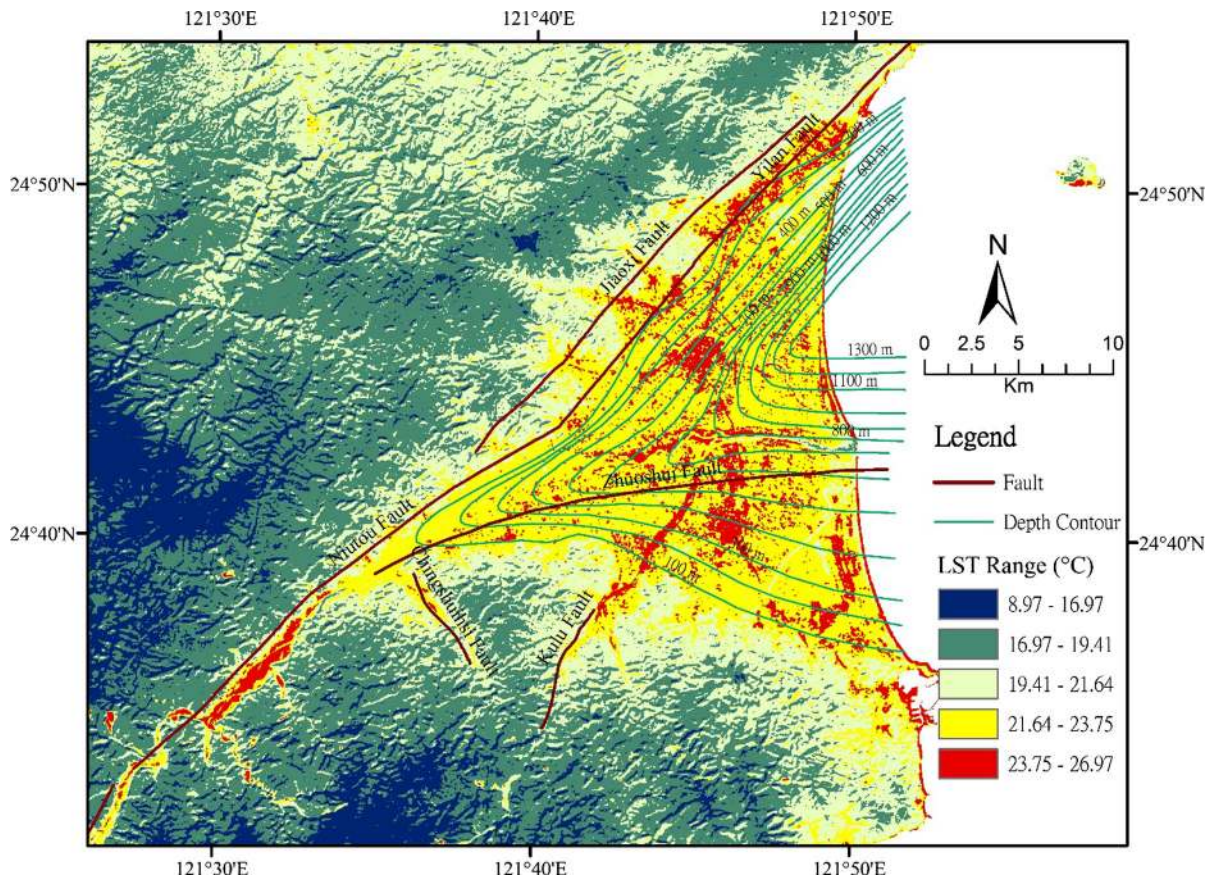 121°30'E
121°40'E
121°50'E
24°50'N
24°50'N
24°40'N
24°40'N
121°30'E
121°40'E
121°50'E
Yilan Fault
Jiaoxi Fault
Niutou Fault
Zhuoshui Fault
Kulu Fault
Fault
400 m
600 m
1200 m
1300 m
1100 m
800 m
100 m
N
0 2.5 5 10
Km
Legend
Fault
Depth Contour
LST Range (°C)
8.97 - 16.97
16.97 - 19.41
19.41 - 21.64
21.64 - 23.75
23.75 - 26.97